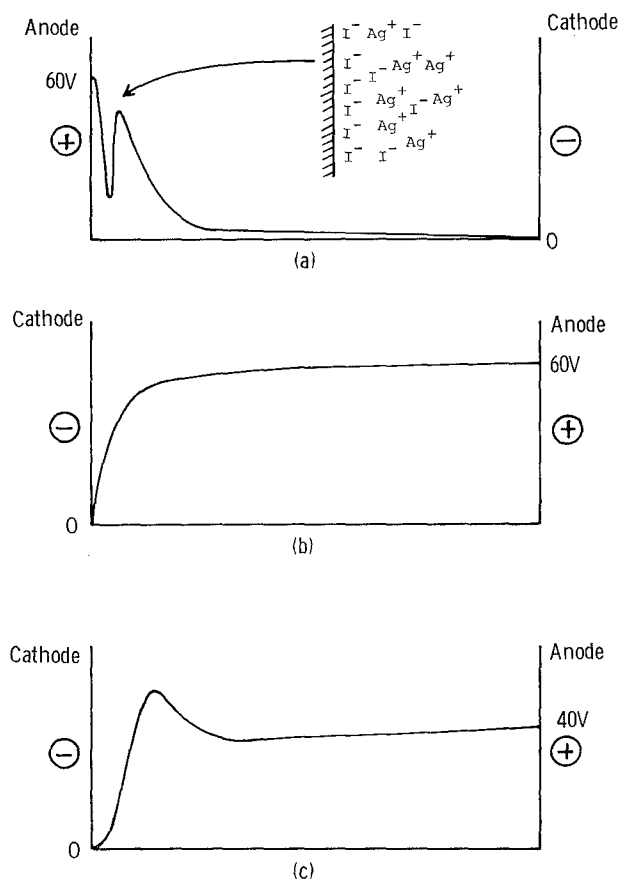 Anode
Cathode
I⁻ Ag⁺ I⁻
I⁻
I⁻ Ag⁺ Ag⁺
I⁻
Ag⁺
I⁻ I⁻ Ag⁺
Ag⁺
I⁻
Ag⁺
I⁻ I⁻
60V
+
−
0
(a)
Cathode
Anode
60V
−
+
0
(b)
Cathode
Anode
40V
−
+
0
(c)